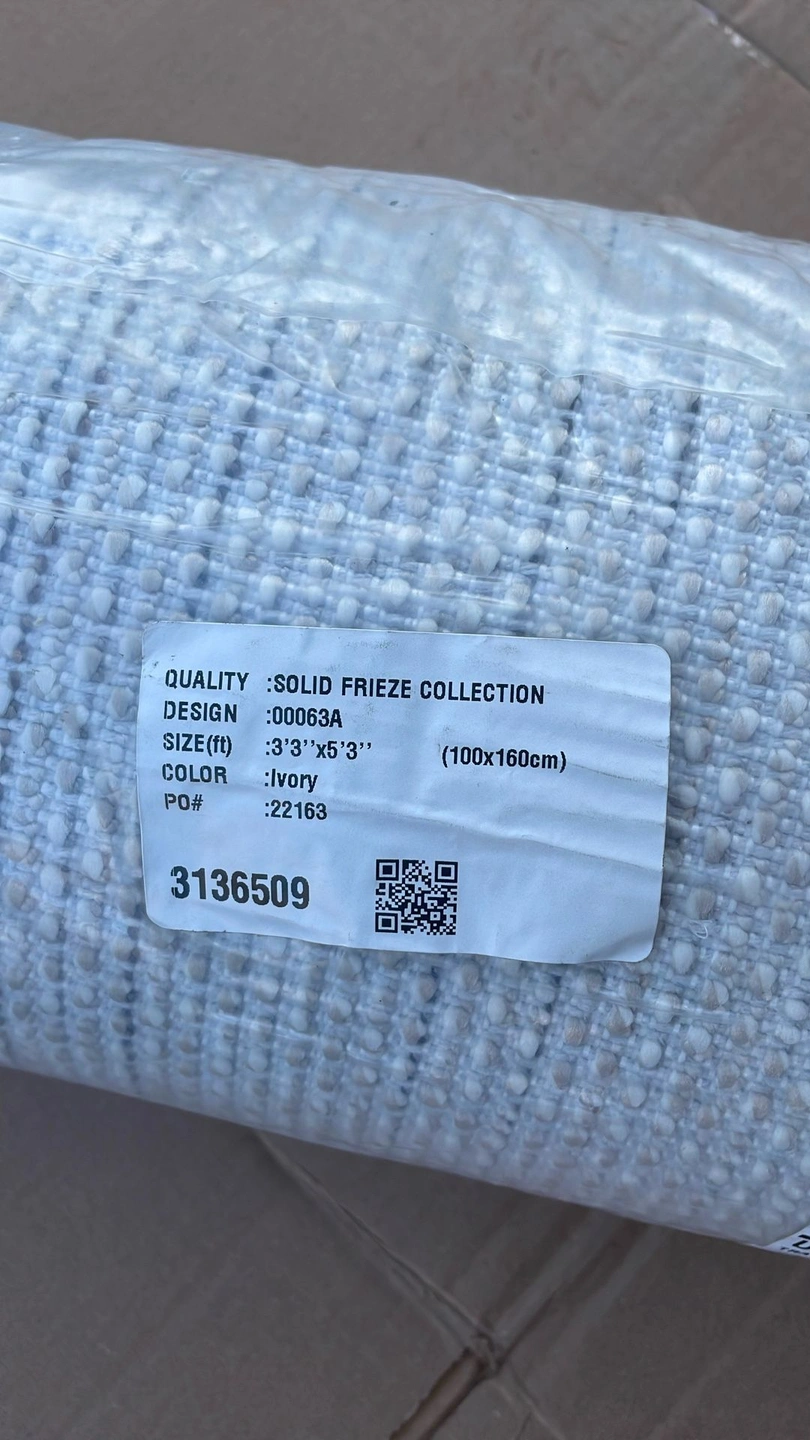 QUALITY :SOLID FRIEZE COLLECTION
DESIGN :00063A
SIZE(ft) :3'3''x5'3'' (100x160cm)
COLOR :Ivory
PO# :22163
3136509